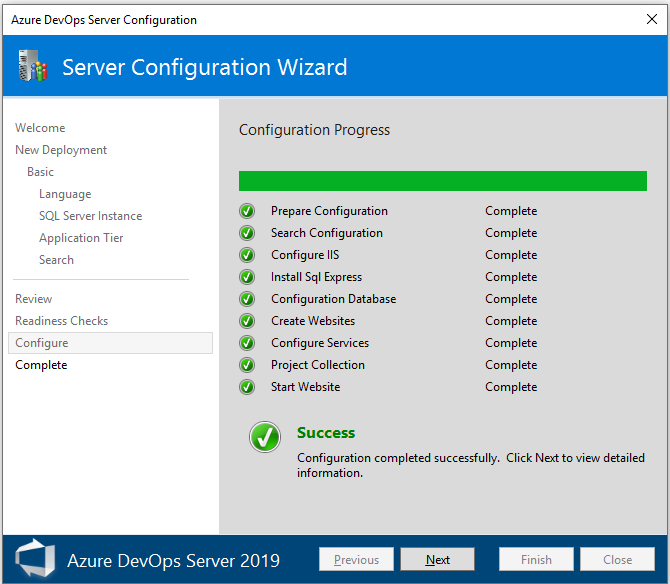 Azure DevOps Server Configuration
Server Configuration Wizard
Welcome
New Deployment
Basic
Language
SQL Server Instance
Application Tier
Search
Review
Readiness Checks
Configure
Complete
Configuration Progress
Prepare Configuration Complete
Search Configuration Complete
Configure IIS Complete
Install Sql Express Complete
Configuration Database Complete
Create Websites Complete
Configure Services Complete
Project Collection Complete
Start Website Complete
Success
Configuration completed successfully. Click Next to view detailed
information.
Azure DevOps Server 2019
Previous Next Finish Close